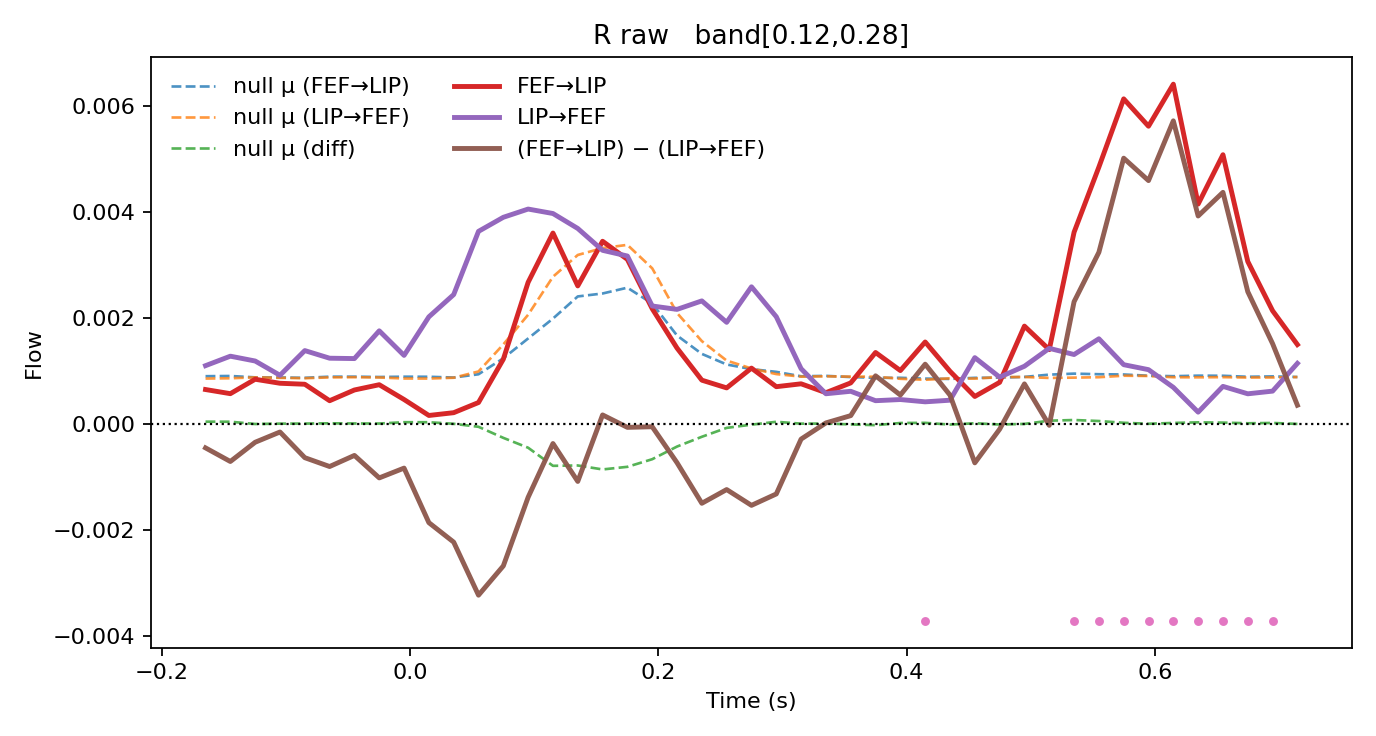 R raw   band[0.12,0.28]
null μ (FEF→LIP)
null μ (LIP→FEF)
null μ (diff)
FEF→LIP
LIP→FEF
(FEF→LIP) − (LIP→FEF)
Flow
0.006
0.004
0.002
0.000
−0.002
−0.004
−0.2
0.0
0.2
0.4
0.6
Time (s)